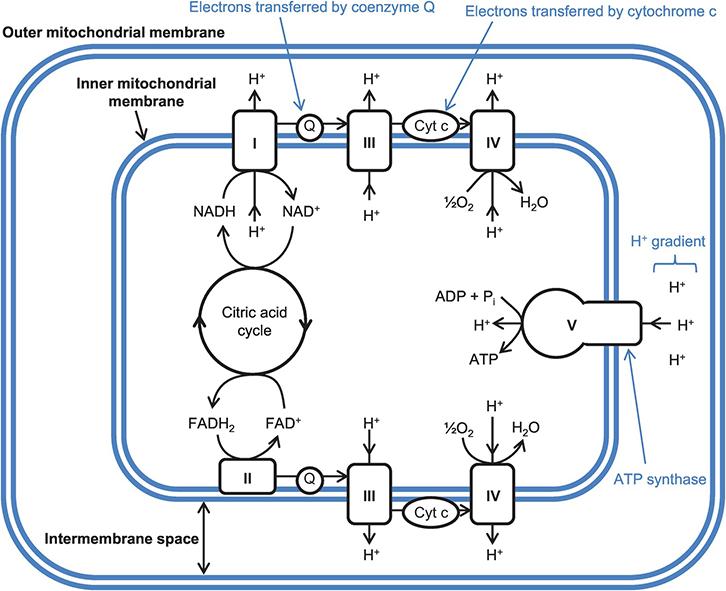 Electrons transferred by coenzyme Q
Electrons transferred by cytochrome c
Outer mitochondrial membrane
Inner mitochondrial
membrane
H⁺
H⁺
H⁺
I
Q
III
Cyt c
IV
NADH
NAD⁺
H⁺
H⁺
½O₂
H₂O
H⁺
H⁺ gradient
Citric acid
cycle
ADP + Pᵢ
H⁺
ATP
V
H⁺
H⁺
H⁺
ATP synthase
FADH₂
FAD⁺
H⁺
½O₂
H⁺
H₂O
II
Q
III
Cyt c
IV
Intermembrane space
H⁺
H⁺